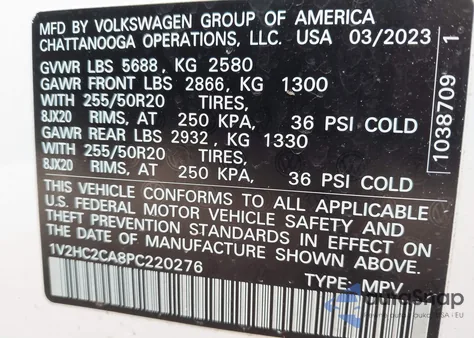 MFD BY VOLKSWAGEN GROUP OF AMERICA
CHATTANOOGA OPERATIONS, LLC. USA 03/2023
GVWR LBS 5688, KG 2580
GAWR FRONT LBS 2866, KG 1300
WITH 255/50R20 TIRES,
8JX20 RIMS, AT 250 KPA, 36 PSI COLD
GAWR REAR LBS 2932, KG 1330
WITH 255/50R20 TIRES,
8JX20 RIMS, AT 250 KPA, 36 PSI COLD
THIS VEHICLE CONFORMS TO ALL APPLICABLE
U.S. FEDERAL MOTOR VEHICLE SAFETY AND
THEFT PREVENTION STANDARDS IN EFFECT ON
THE DATE OF MANUFACTURE SHOWN ABOVE.
1V2HC2CA8PC220276
TYPE: MPV
1038709 1
AutoSnap